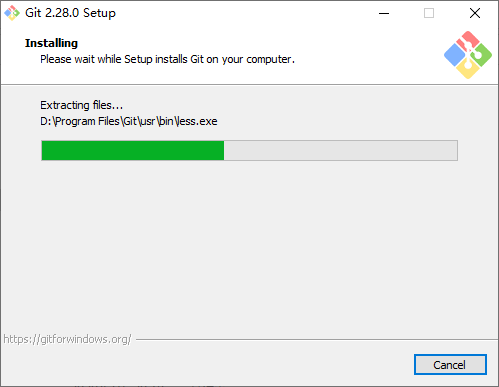 Git 2.28.0 Setup
Installing
Please wait while Setup installs Git on your computer.
Extracting files...
D:\Program Files\Git\usr\bin\less.exe
https://gitforwindows.org/
Cancel